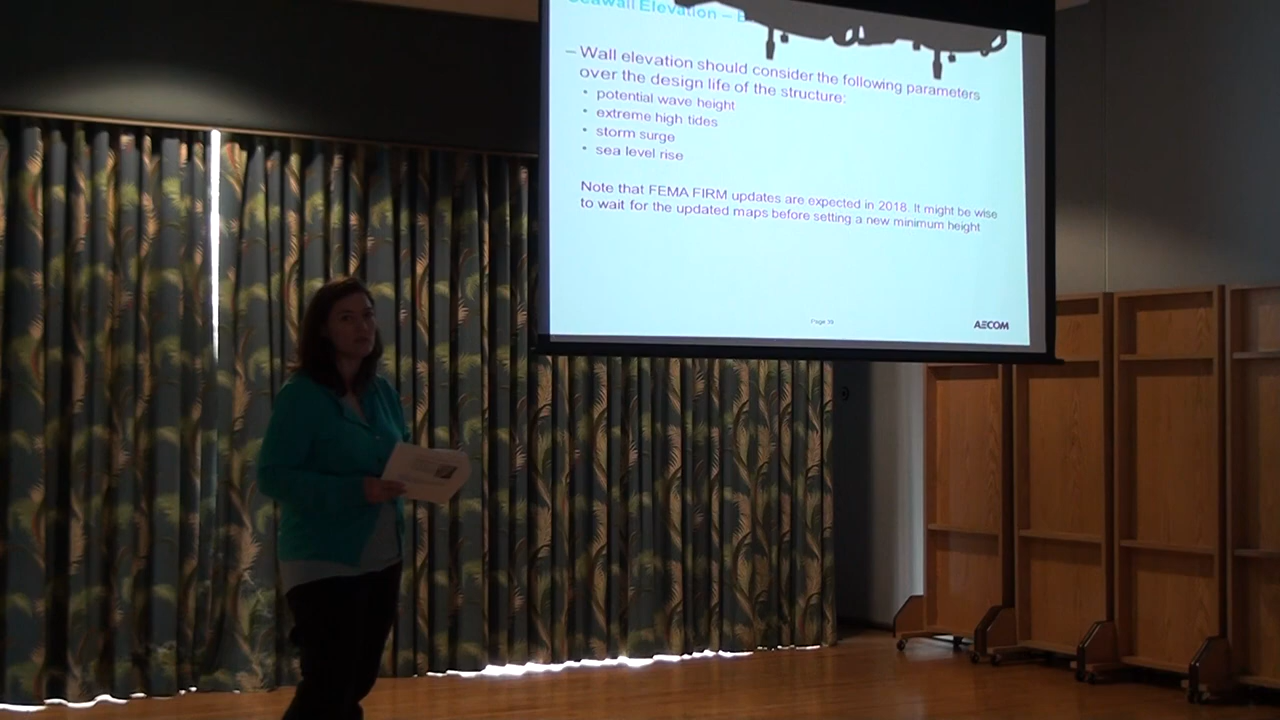 Seawall Elevation –
– Wall elevation should consider the following parameters
over the design life of the structure:
• potential wave height
• extreme high tides
• storm surge
• sea level rise
Note that FEMA FIRM updates are expected in 2018. It might be wise
to wait for the updated maps before setting a new minimum height
AECOM